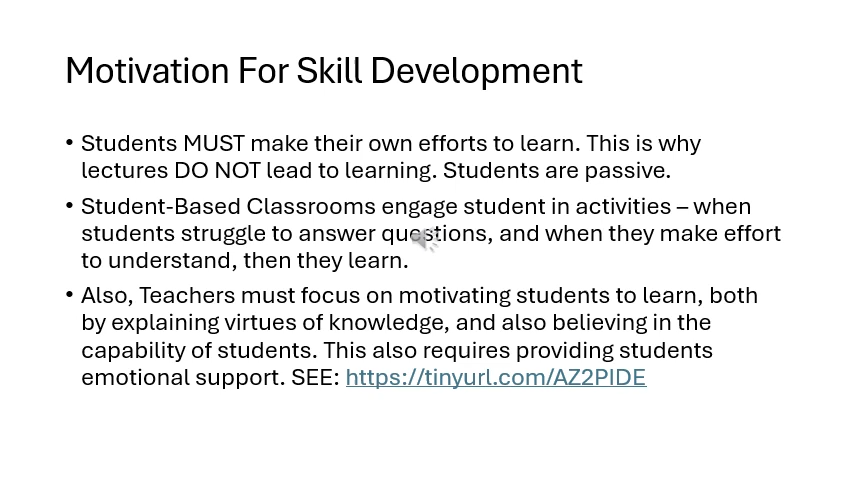 Motivation For Skill Development
• Students MUST make their own efforts to learn. This is why
lectures DO NOT lead to learning. Students are passive.
• Student-Based Classrooms engage student in activities – when
students struggle to answer questions, and when they make effort
to understand, then they learn.
• Also, Teachers must focus on motivating students to learn, both
by explaining virtues of knowledge, and also believing in the
capability of students. This also requires providing students
emotional support. SEE: https://tinyurl.com/AZ2PIDE